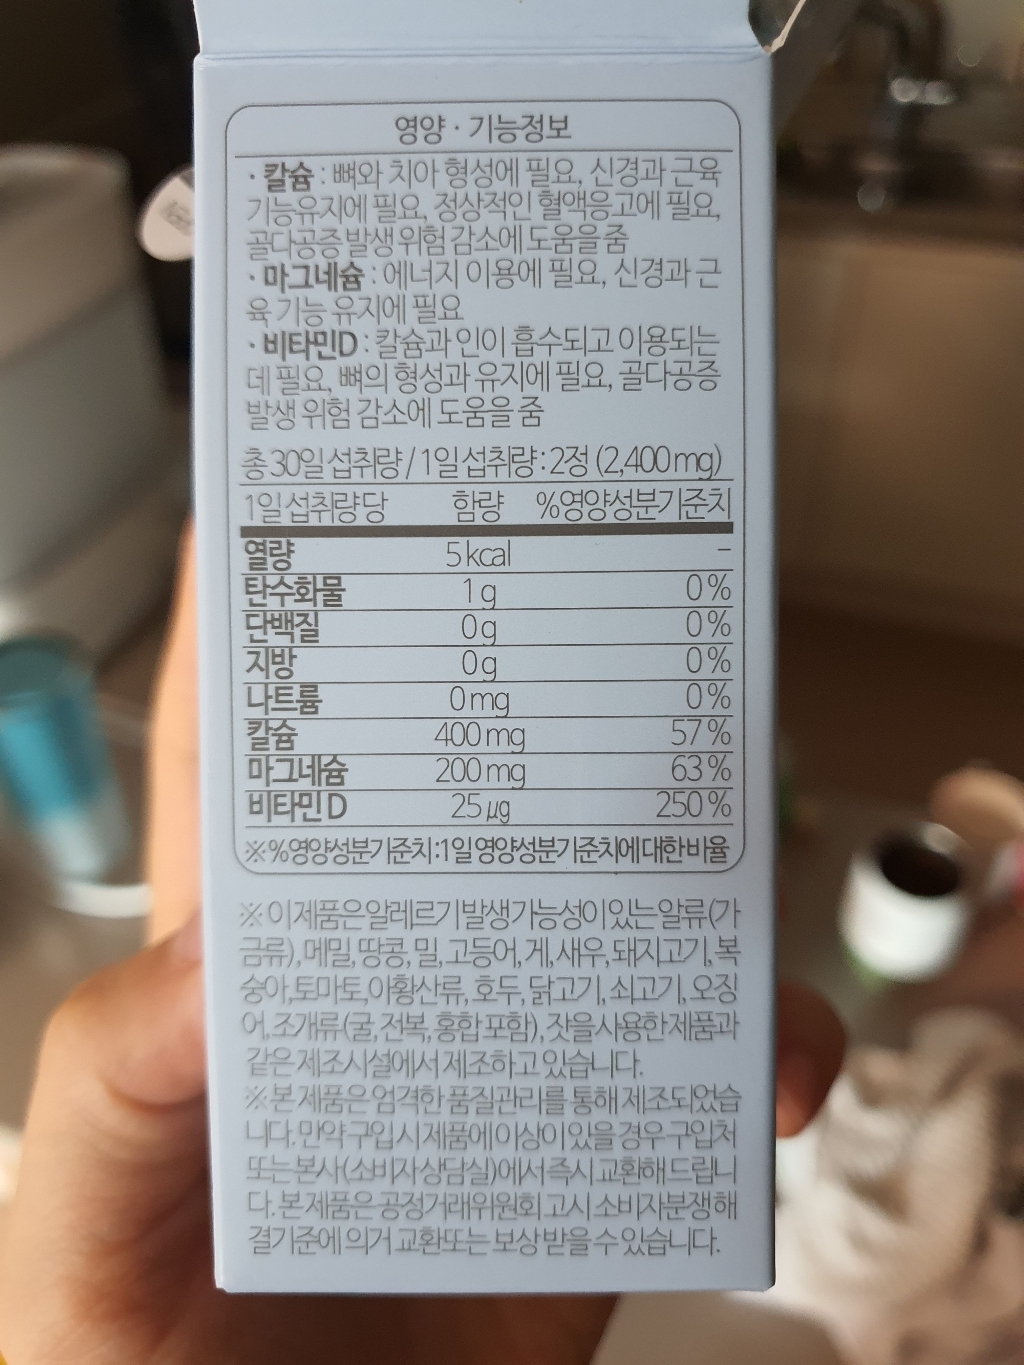 영양 · 기능정보
· 칼슘 : 뼈와 치아 형성에 필요, 신경과 근육
기능유지에 필요, 정상적인 혈액응고에 필요,
골다공증 발생 위험 감소에 도움을 줌
· 마그네슘 : 에너지 이용에 필요, 신경과 근
육 기능 유지에 필요
· 비타민D : 칼슘과 인이 흡수되고 이용되는
데 필요, 뼈의 형성과 유지에 필요, 골다공증
발생 위험 감소에 도움을 줌
총 30일 섭취량 / 1일 섭취량 : 2정 (2,400 mg)
1일 섭취량당 함량 %영양성분기준치
열량 5 kcal –
탄수화물 1 g 0 %
단백질 0 g 0 %
지방 0 g 0 %
나트륨 0 mg 0 %
칼슘 400 mg 57 %
마그네슘 200 mg 63 %
비타민 D 25 µg 250 %
※%영양성분기준치:1일 영양성분기준치에 대한 비율
※ 이 제품은 알레르기 발생 가능성이 있는 알류(가
금류), 메밀, 땅콩, 밀, 고등어, 게, 새우, 돼지고기, 복
숭아, 토마토, 아황산류, 호두, 닭고기, 쇠고기, 오징
어, 조개류(굴, 전복, 홍합 포함), 잣을 사용한 제품과
같은 제조시설에서 제조하고 있습니다.
※본 제품은 엄격한 품질관리를 통해 제조되었습
니다. 만약 구입 시 제품에 이상이 있을 경우 구입처
또는 본사(소비자상담실)에서 즉시 교환해 드립니
다. 본 제품은 공정거래위원회 고시 소비자분쟁해
결기준에 의거 교환 또는 보상 받을 수 있습니다.